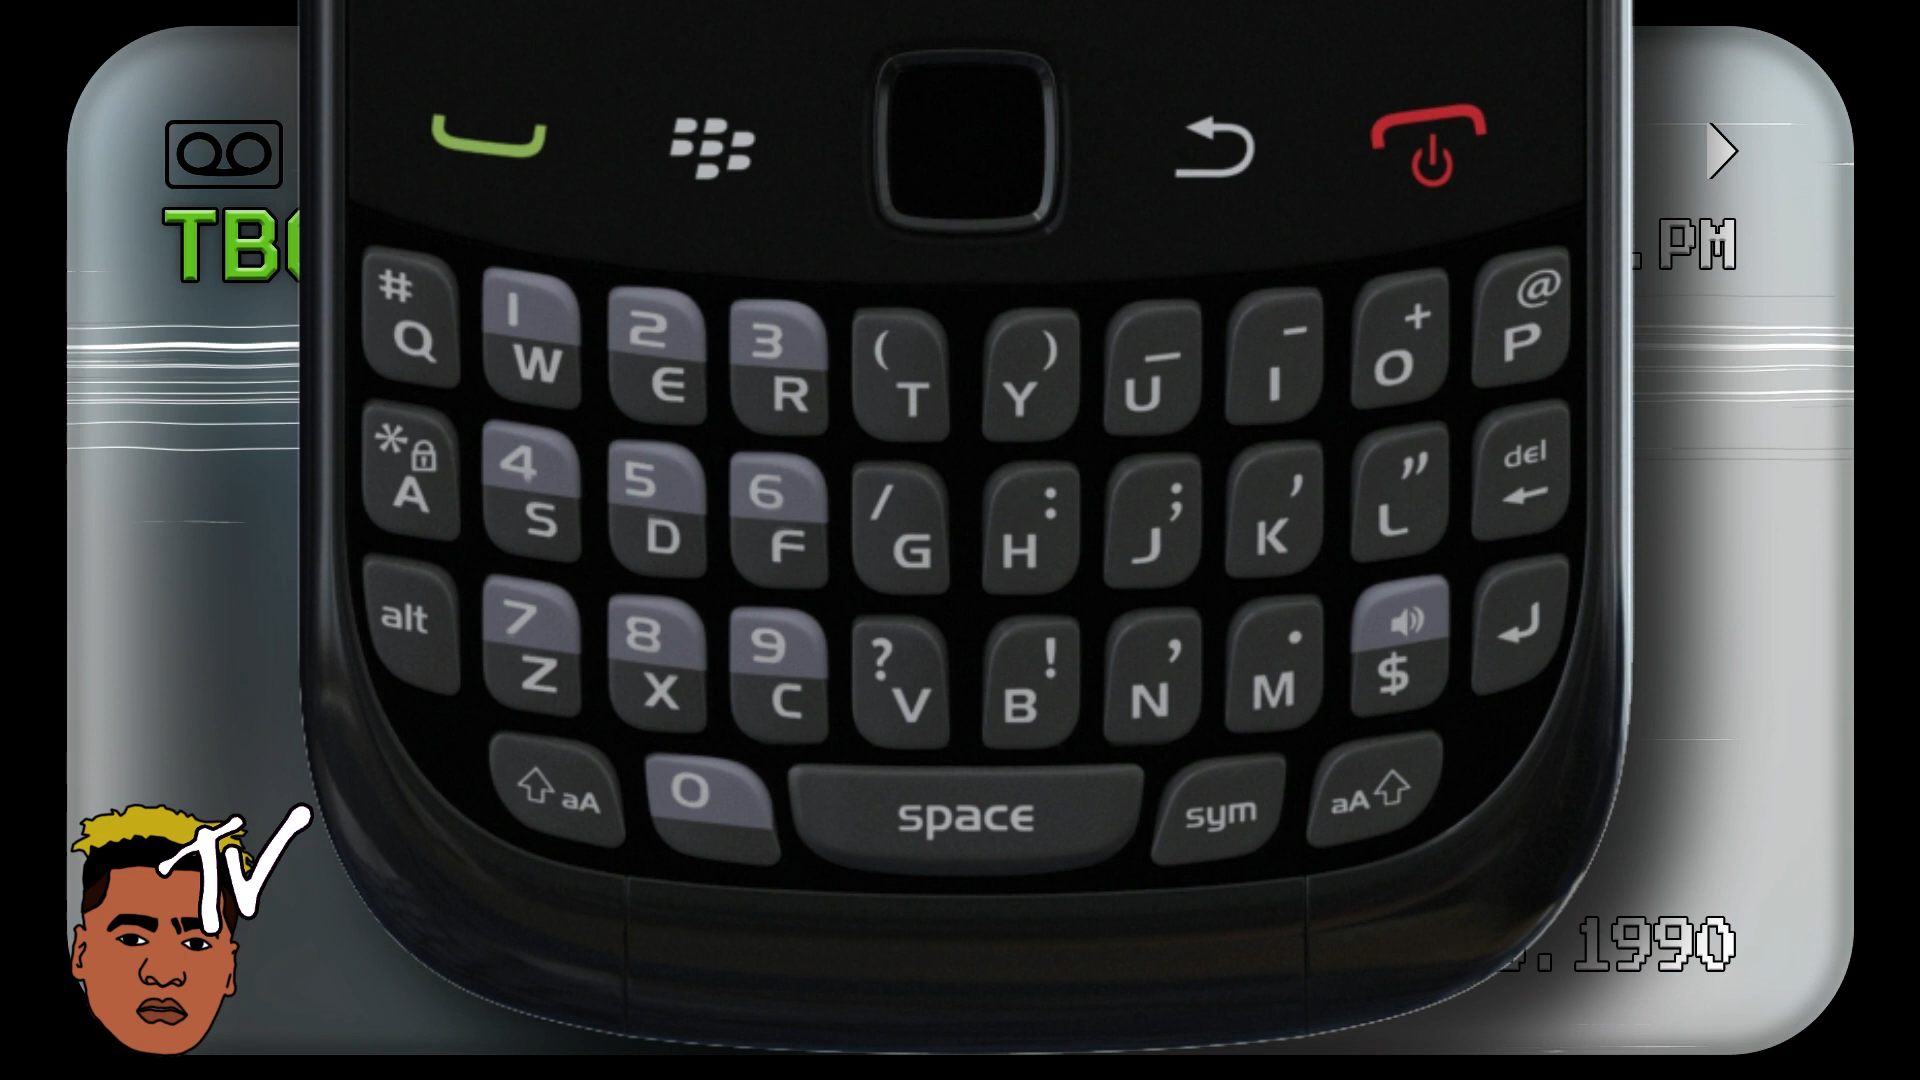 TBC
.PM
# Q 1 W 2 E 3 R ( T ) Y _ U - I + O @ P
* A 4 S 5 D 6 F / G : H ; J ' K " L del
alt 7 Z 8 X 9 C ? V ! B , N . M $
aA 0 space sym aA
TV
.1990